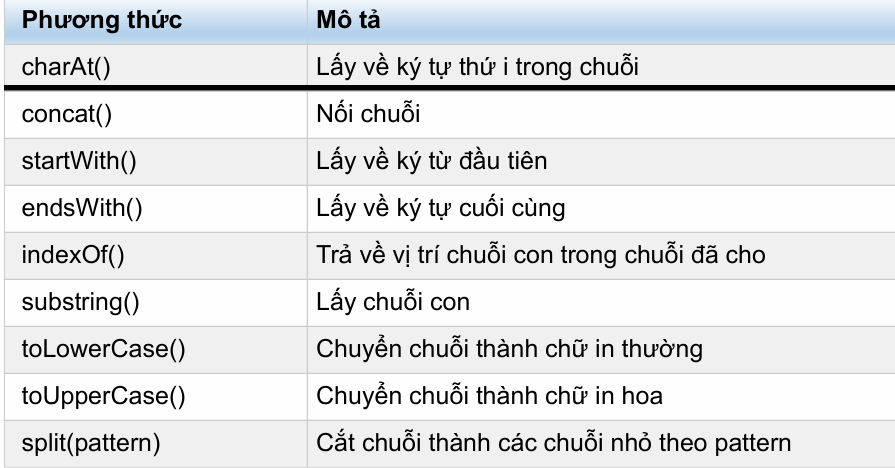 Phương thức Mô tả
charAt() Lấy về ký tự thứ i trong chuỗi
concat() Nối chuỗi
startWith() Lấy về ký từ đầu tiên
endsWith() Lấy về ký tự cuối cùng
indexOf() Trả về vị trí chuỗi con trong chuỗi đã cho
substring() Lấy chuỗi con
toLowerCase() Chuyển chuỗi thành chữ in thường
toUpperCase() Chuyển chuỗi thành chữ in hoa
split(pattern) Cắt chuỗi thành các chuỗi nhỏ theo pattern